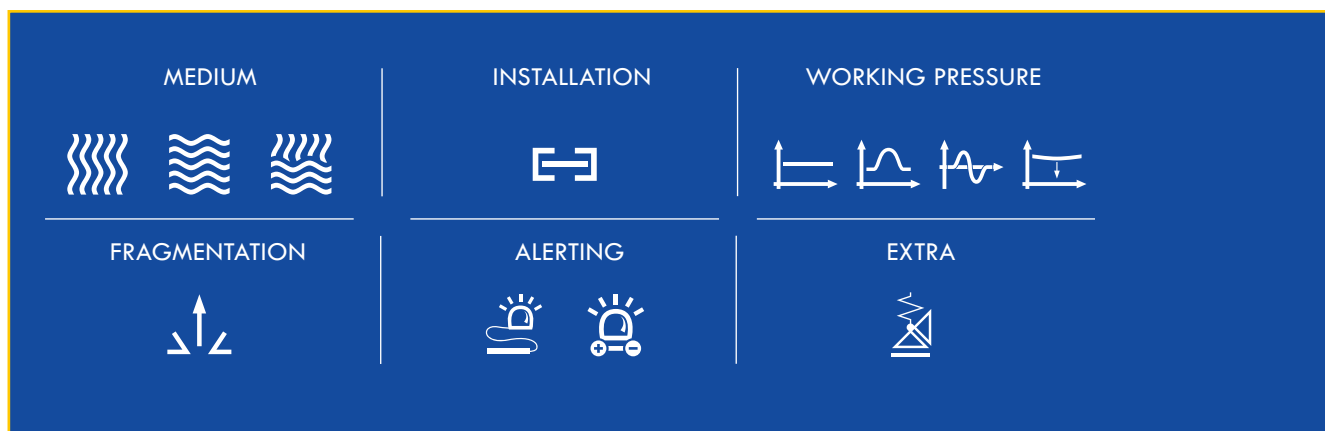 MEDIUM
INSTALLATION
WORKING PRESSURE
FRAGMENTATION
ALERTING
EXTRA